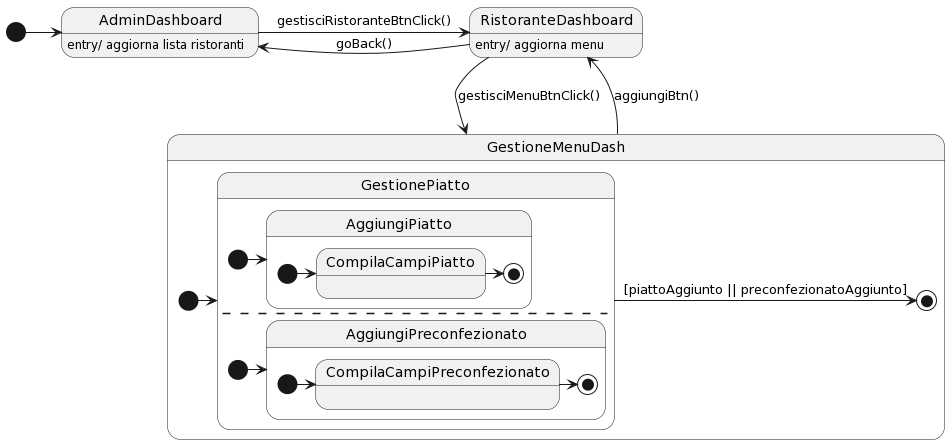 AdminDashboard
entry/ aggiorna lista ristoranti
gestisciRistoranteBtnClick()
goBack()
RistoranteDashboard
entry/ aggiorna menu
gestisciMenuBtnClick()
aggiungiBtn()
GestioneMenuDash
GestionePiatto
AggiungiPiatto
CompilaCampiPiatto
[piattoAggiunto || preconfezionatoAggiunto]
AggiungiPreconfezionato
CompilaCampiPreconfezionato